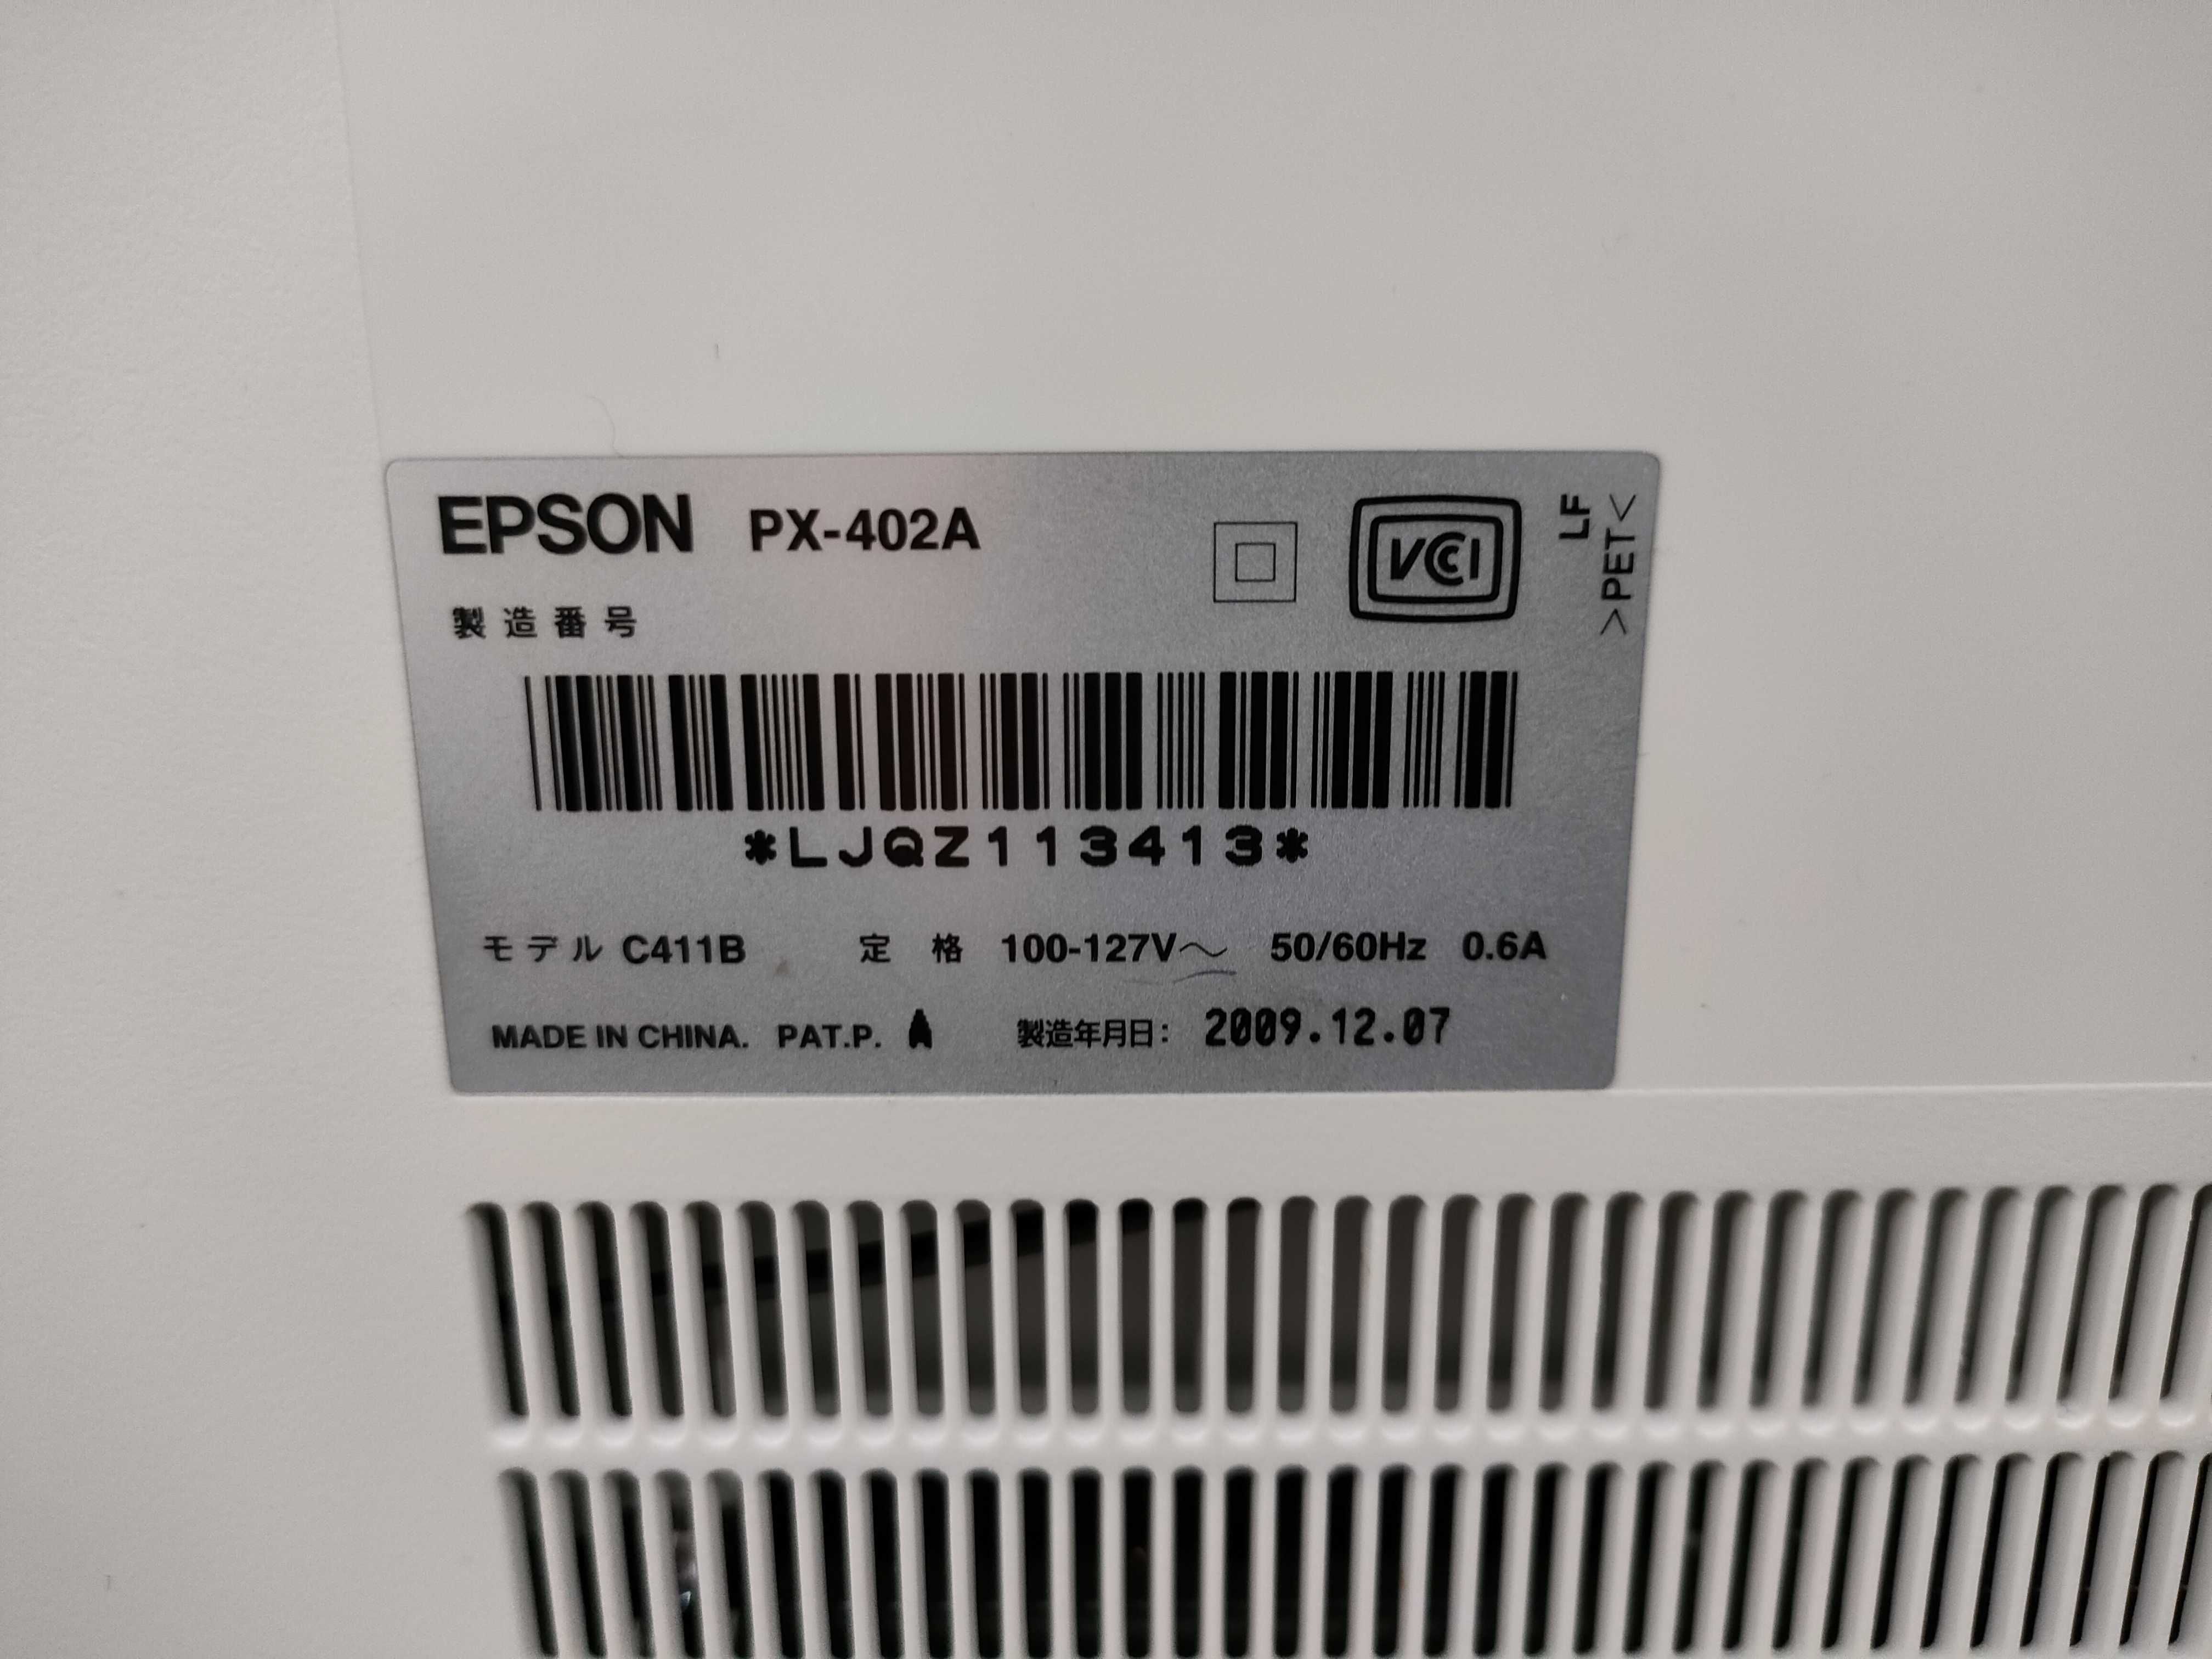 EPSON PX-402A
VCCI
LF
>PET<
製造番号
*LJQZ113413*
モデル C411B 定格 100-127V～ 50/60Hz 0.6A
MADE IN CHINA. PAT.P. A 製造年月日: 2009.12.07